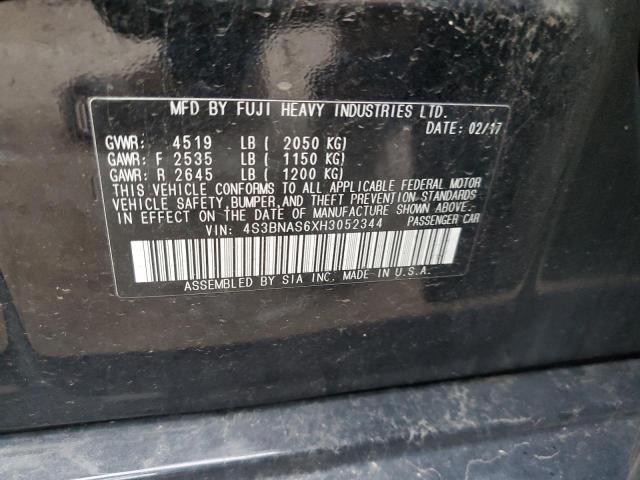 MFD BY FUJI HEAVY INDUSTRIES LTD.
DATE: 02/17
GVWR: 4519 LB ( 2050 KG)
GAWR: F 2535 LB ( 1150 KG)
GAWR: R 2645 LB ( 1200 KG)
THIS VEHICLE CONFORMS TO ALL APPLICABLE FEDERAL MOTOR
VEHICLE SAFETY, BUMPER, AND THEFT PREVENTION STANDARDS
IN EFFECT ON THE DATE OF MANUFACTURE SHOWN ABOVE.
VIN: 4S3BNAS6XH3052344 PASSENGER CAR
ASSEMBLED BY SIA INC. MADE IN U.S.A.